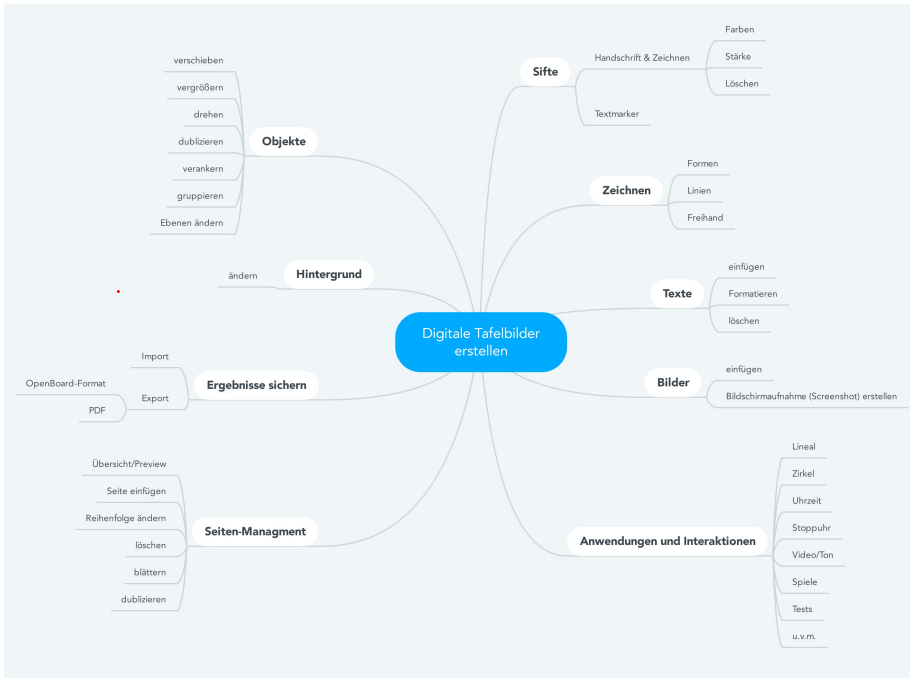 Digitale Tafelbilder
erstellen
Sifte
Handschrift & Zeichnen
Farben
Stärke
Löschen
Textmarker
Zeichnen
Formen
Linien
Freihand
Texte
einfügen
Formatieren
löschen
Bilder
einfügen
Bildschirmaufnahme (Screenshot) erstellen
Anwendungen und Interaktionen
Lineal
Zirkel
Uhrzeit
Stoppuhr
Video/Ton
Spiele
Tests
u.v.m.
Objekte
verschieben
vergrößern
drehen
dublizieren
verankern
gruppieren
Ebenen ändern
Hintergrund
ändern
Ergebnisse sichern
Import
Export
OpenBoard-Format
PDF
Seiten-Managment
Übersicht/Preview
Seite einfügen
Reihenfolge ändern
löschen
blättern
dublizieren